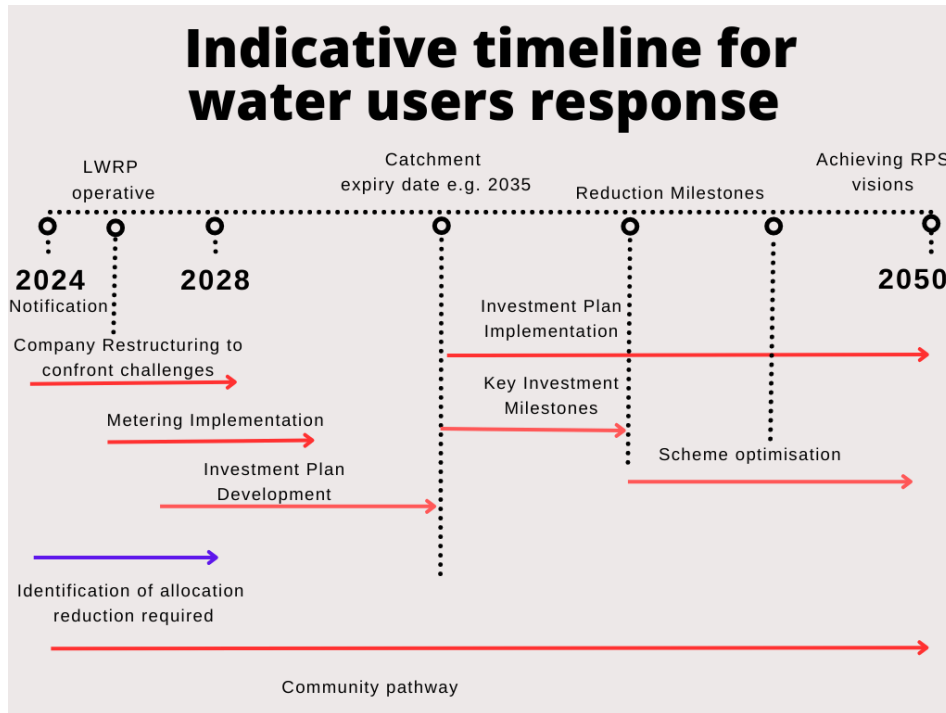 Indicative timeline for
water users response
LWRP
operative
Catchment
expiry date e.g. 2035
Reduction Milestones
Achieving RPS
visions
2024
2028
2050
Notification
Investment Plan
Implementation
Company Restructuring to
confront challenges
Key Investment
Milestones
Metering Implementation
Scheme optimisation
Investment Plan
Development
Identification of allocation
reduction required
Community pathway